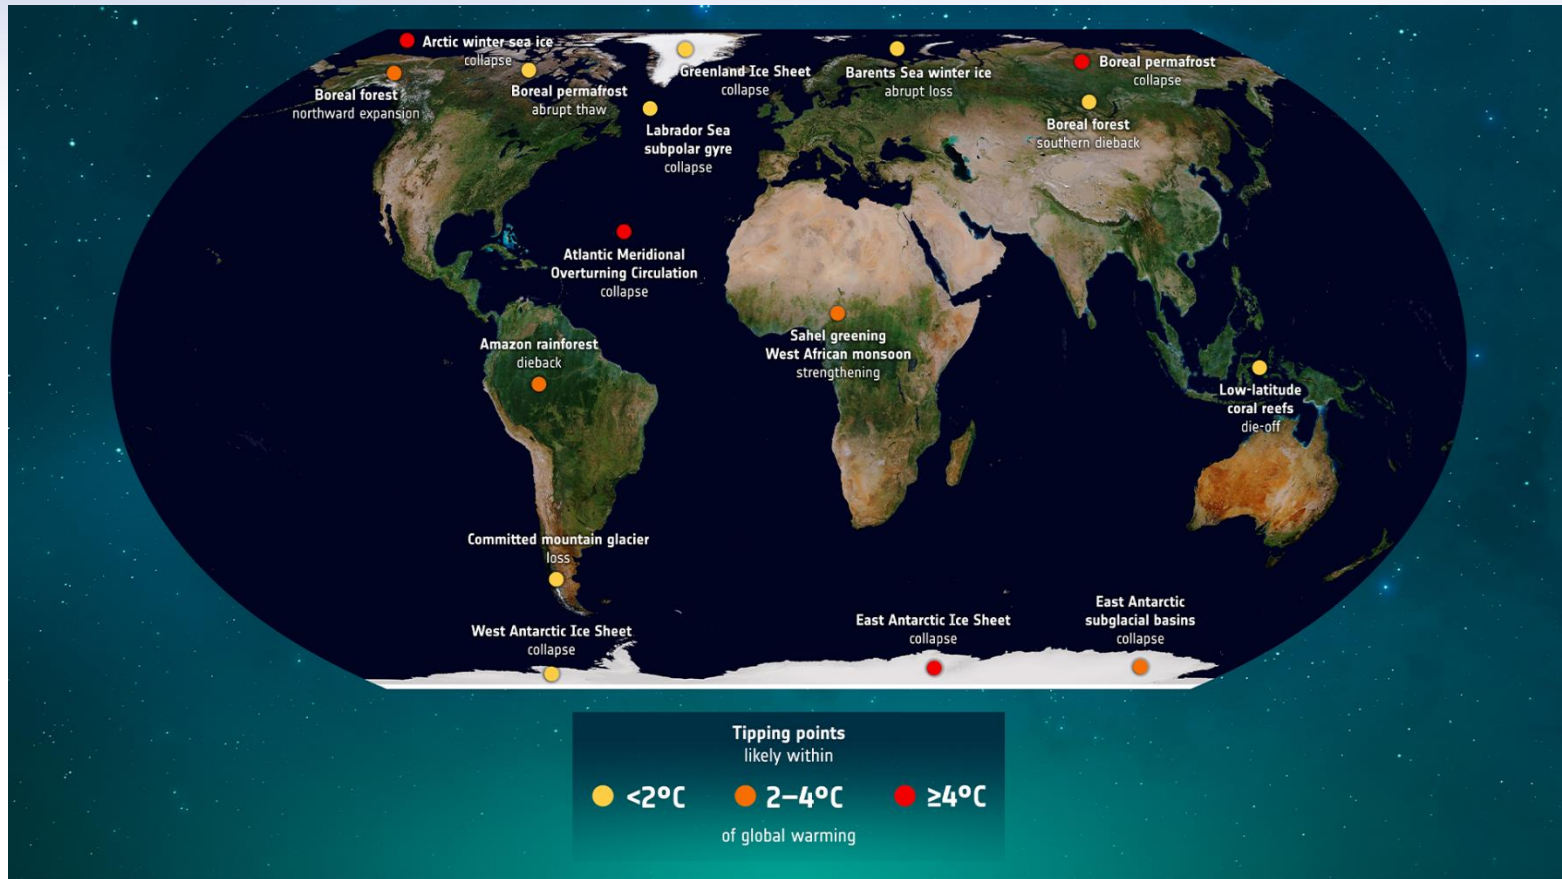 Arctic winter sea ice
collapse
Boreal forest
northward expansion
Boreal permafrost
abrupt thaw
Greenland Ice Sheet
collapse
Labrador Sea
subpolar gyre
collapse
Barents Sea winter ice
abrupt loss
Boreal permafrost
collapse
Boreal forest
southern dieback
Atlantic Meridional
Overturning Circulation
collapse
Sahel greening
West African monsoon
strengthening
Amazon rainforest
dieback
Low-latitude
coral reefs
die-off
Committed mountain glacier
loss
West Antarctic Ice Sheet
collapse
East Antarctic Ice Sheet
collapse
East Antarctic
subglacial basins
collapse
Tipping points
likely within
<2°C 2–4°C ≥4°C
of global warming